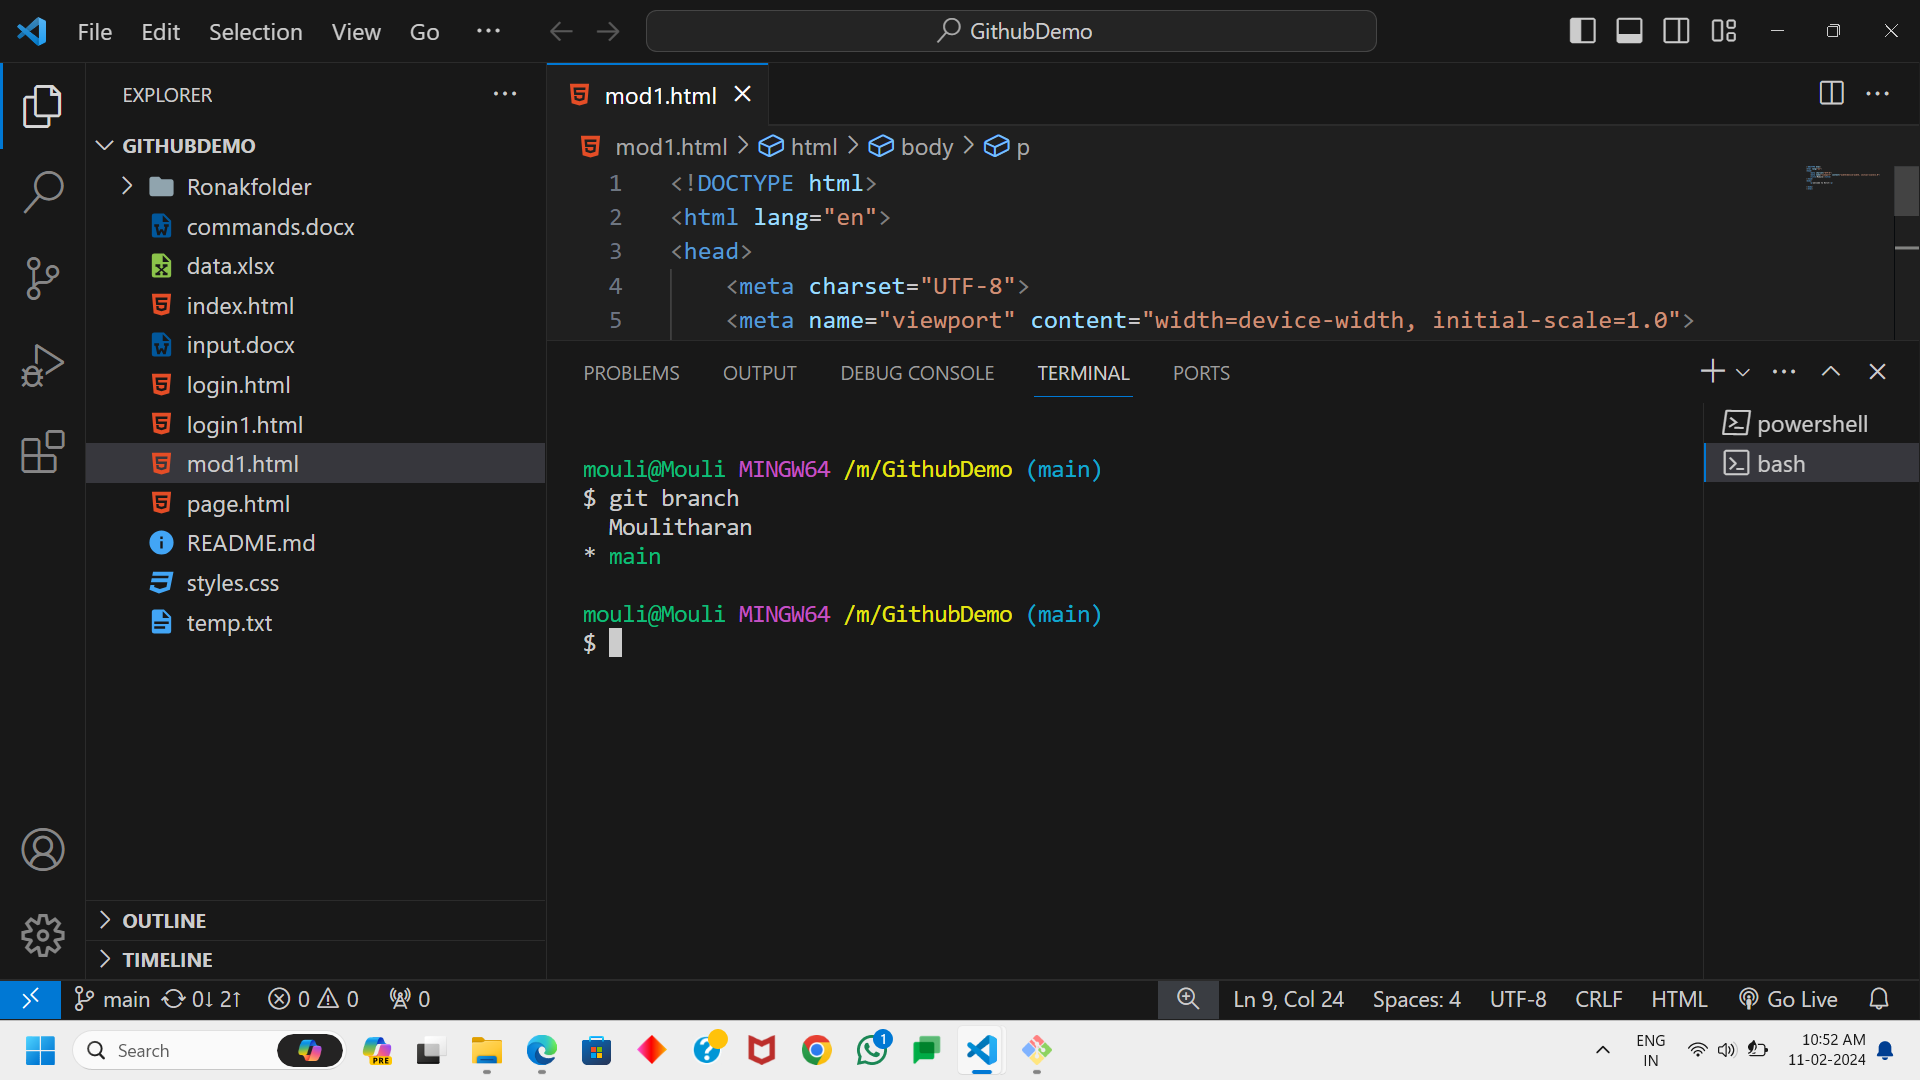 File Edit Selection View Go ···
GithubDemo
EXPLORER
GITHUBDEMO
Ronakfolder
commands.docx
data.xlsx
index.html
input.docx
login.html
login1.html
mod1.html
page.html
README.md
styles.css
temp.txt
OUTLINE
TIMELINE
mod1.html
mod1.html > html > body > p
1 <!DOCTYPE html>
2 <html lang="en">
3 <head>
4 <meta charset="UTF-8">
5 <meta name="viewport" content="width=device-width, initial-scale=1.0">
PROBLEMS OUTPUT DEBUG CONSOLE TERMINAL PORTS
powershell
bash
mouli@Mouli MINGW64 /m/GithubDemo (main)
$ git branch
Moulitharan
* main
mouli@Mouli MINGW64 /m/GithubDemo (main)
$
main 0↓ 2↑ 0 0 0 Ln 9, Col 24 Spaces: 4 UTF-8 CRLF HTML Go Live
Search
PRE
1
ENG
IN
10:52 AM
11-02-2024